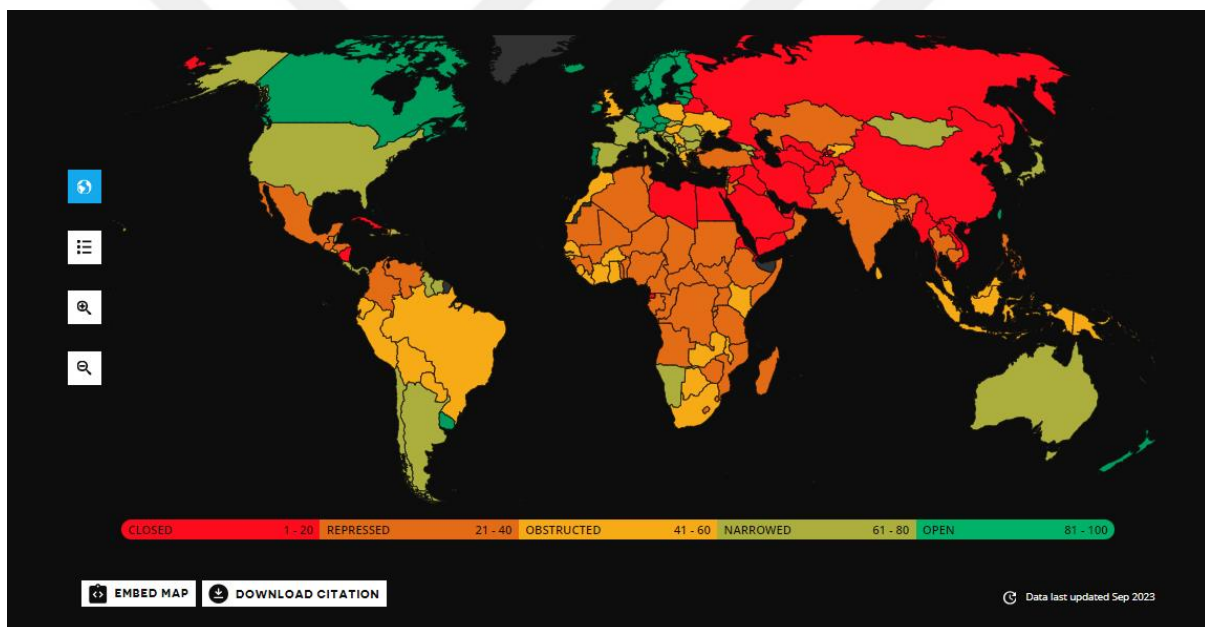 CLOSED 1 - 20 REPRESSED 21 - 40 OBSTRUCTED 41 - 60 NARROWED 61 - 80 OPEN 81 - 100
EMBED MAP DOWNLOAD CITATION Data last updated Sep 2023